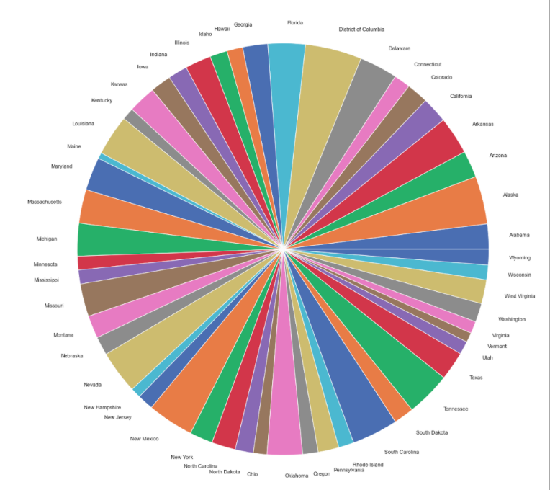 Florida
District of Columbia
Delaware
Connecticut
Colorado
California
Arkansas
Arizona
Alaska
Alabama
Wyoming
Wisconsin
West Virginia
Washington
Virginia
Vermont
Utah
Texas
Tennessee
South Dakota
South Carolina
Rhode Island
Pennsylvania
Oregon
Oklahoma
Ohio
North Dakota
North Carolina
New York
New Mexico
New Jersey
New Hampshire
Nevada
Nebraska
Montana
Missouri
Mississippi
Minnesota
Michigan
Massachusetts
Maryland
Maine
Louisiana
Kentucky
Kansas
Iowa
Indiana
Illinois
Idaho
Hawaii
Georgia